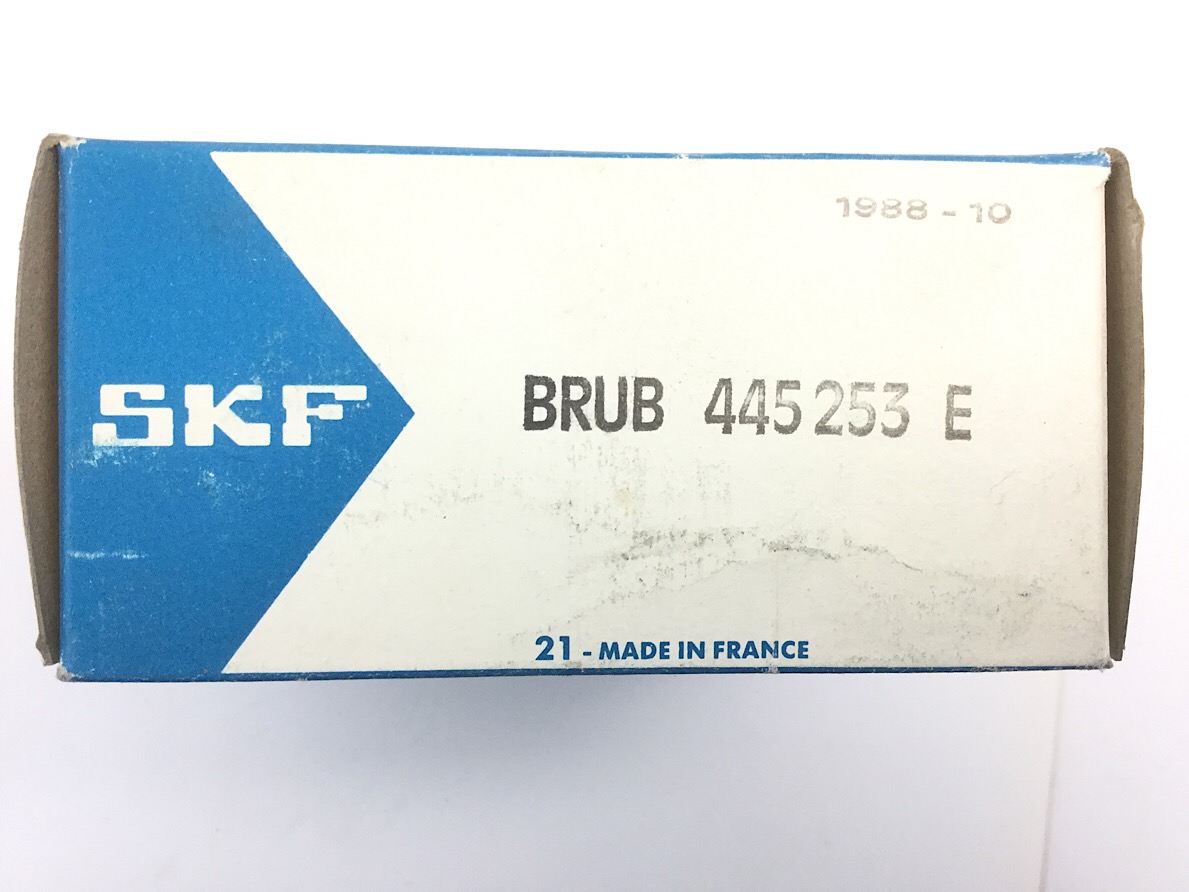 1988 - 10
SKF
BRUB 445253 E
21 - MADE IN FRANCE